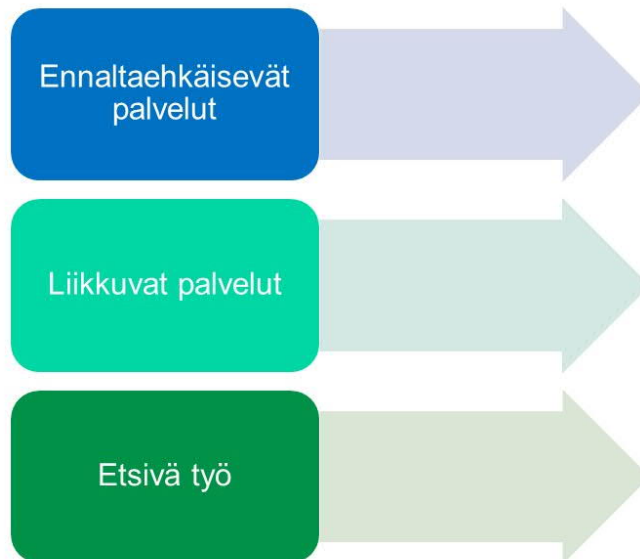 Ennaltaehkäisevät
palvelut
Liikkuvat palvelut
Etsivä työ